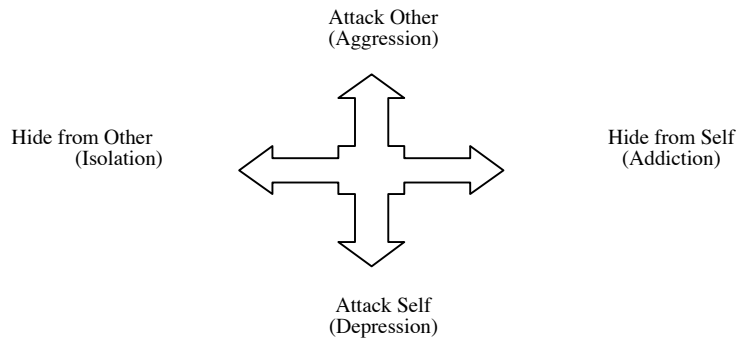 Attack Other
(Aggression)
Hide from Other
(Isolation)
Hide from Self
(Addiction)
Attack Self
(Depression)